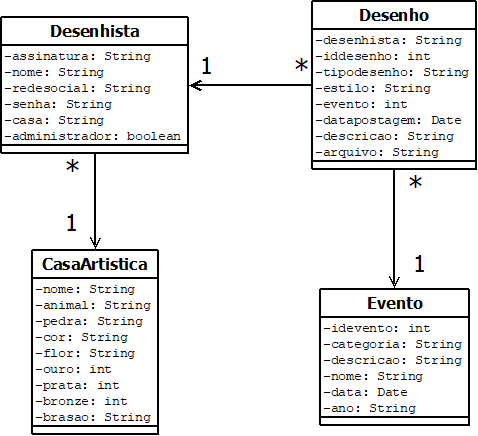 Desenhista
-assinatura: String
-nome: String
-redesocial: String
-senha: String
-casa: String
-administrador: boolean
1
*
Desenho
-desenhista: String
-iddesenho: int
-tipodesenho: String
-estilo: String
-evento: int
-datapostagem: Date
-descricao: String
-arquivo: String
*
1
*
1
CasaArtistica
-nome: String
-animal: String
-pedra: String
-cor: String
-flor: String
-ouro: int
-prata: int
-bronze: int
-brasao: String
Evento
-idevento: int
-categoria: String
-descricao: String
-nome: String
-data: Date
-ano: String